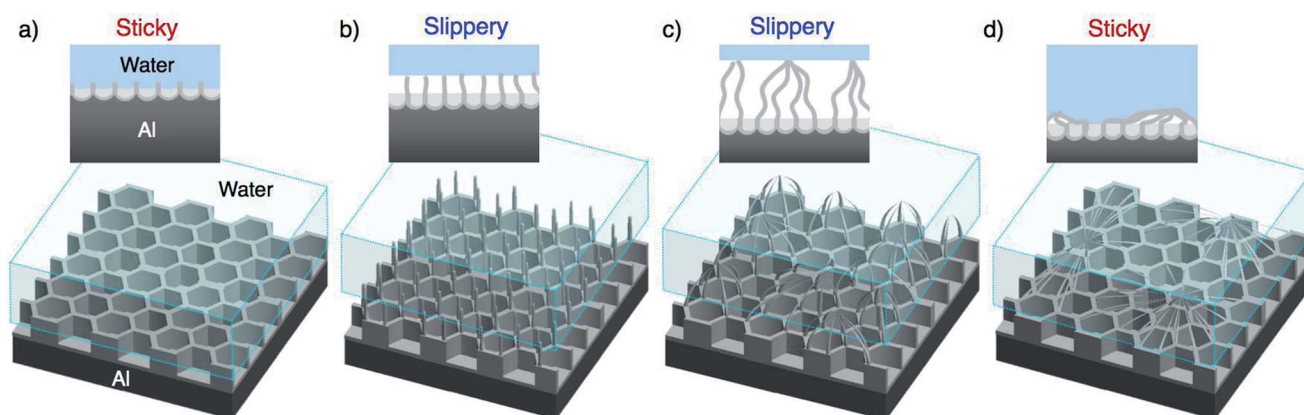 a)
Sticky
Water
Al
Water
Al
b)
Slippery
c)
Slippery
d)
Sticky